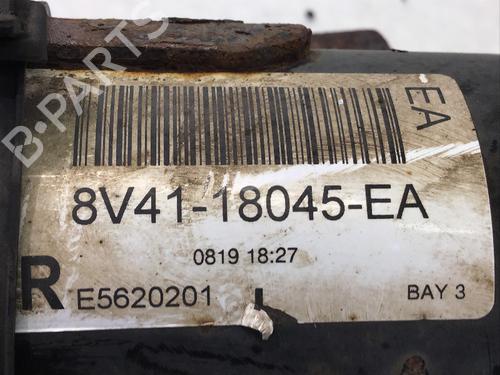 B·PARTS
EA
8V41-18045-EA
0819 18:27
R E5620201
BAY 3